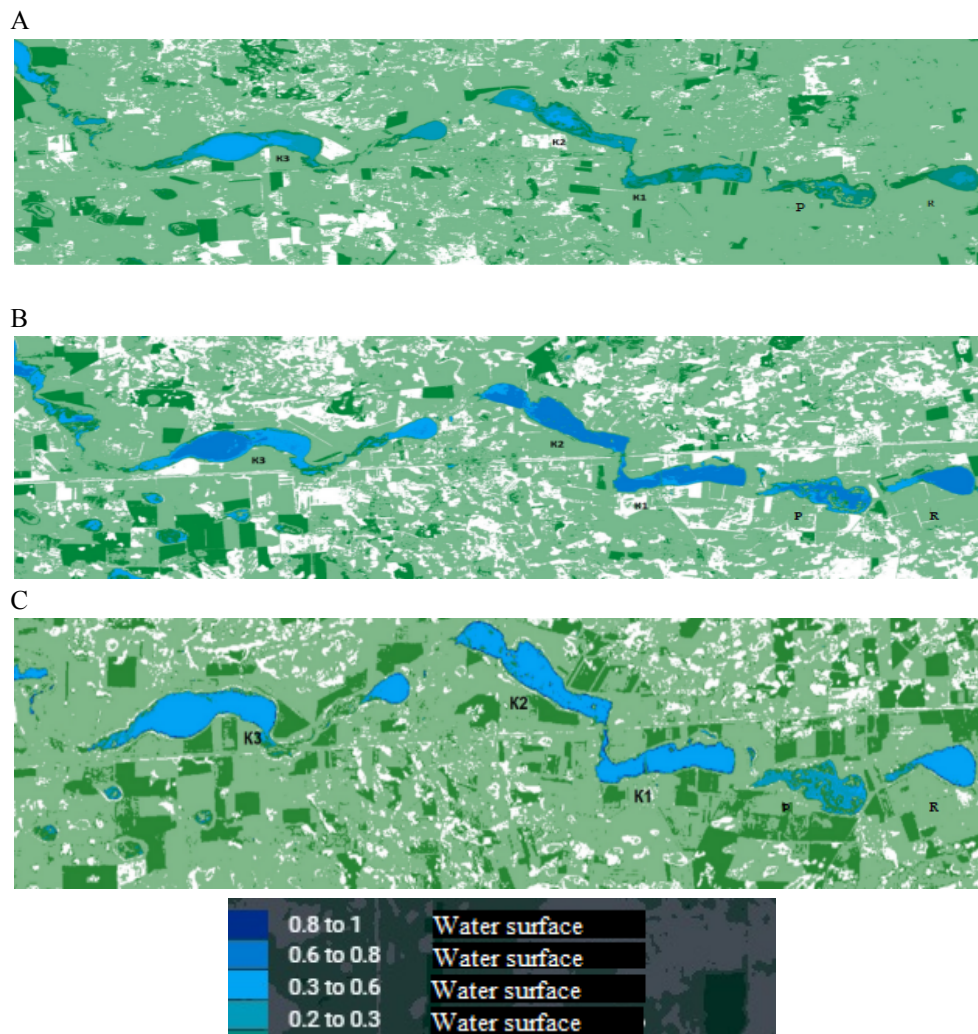 A
K3
K2
K1
P
R
B
K3
K2
K1
P
R
C
K3
K2
K1
P
R
0.8 to 1 Water surface
0.6 to 0.8 Water surface
0.3 to 0.6 Water surface
0.2 to 0.3 Water surface